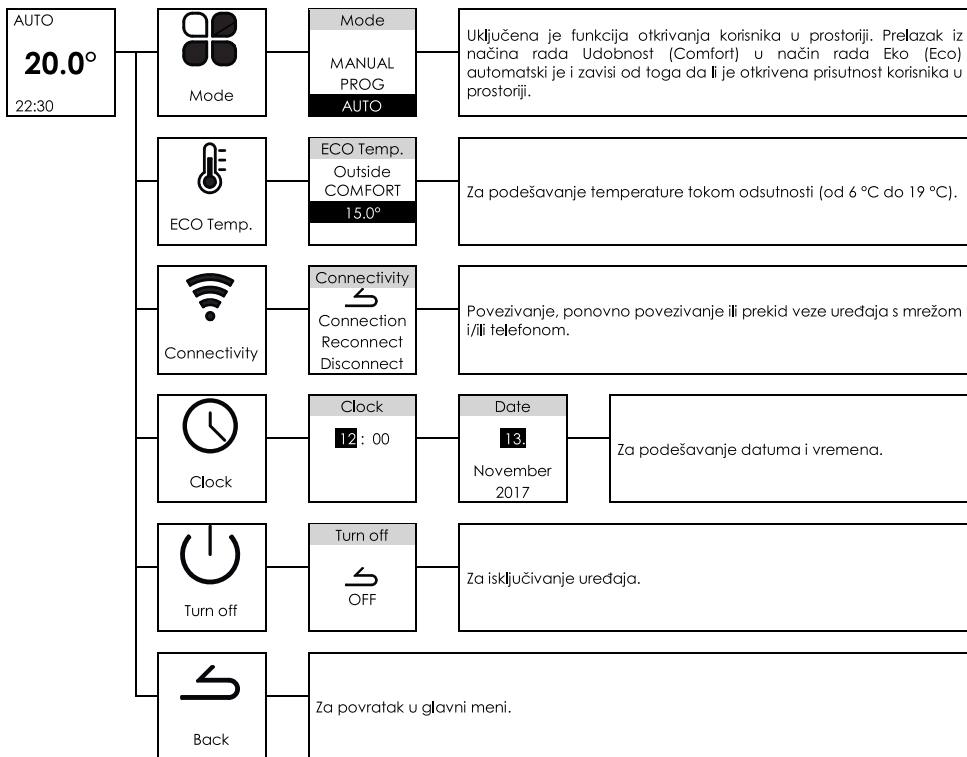 AUTO
20.0°
22:30
Mode
Mode
MANUAL
PROG
AUTO
Uključena je funkcija otkrivanja korisnika u prostoriji. Prelazak iz
načina rada Udobnost (Comfort) u način rada Eko (Eco)
automatski je i zavisi od toga da li je otkrivena prisutnost korisnika u
prostoriji.
ECO Temp.
ECO Temp.
Outside
COMFORT
15.0°
Za podešavanje temperature tokom odsutnosti (od 6 °C do 19 °C).
Connectivity
Connectivity
Connection
Reconnect
Disconnect
Povezivanje, ponovno povezivanje ili prekid veze uređaja s mrežom
i/ili telefonom.
Clock
Clock
12 : 00
Date
13.
November
2017
Za podešavanje datuma i vremena.
Turn off
Turn off
OFF
Za isključivanje uređaja.
Back
Za povratak u glavni meni.